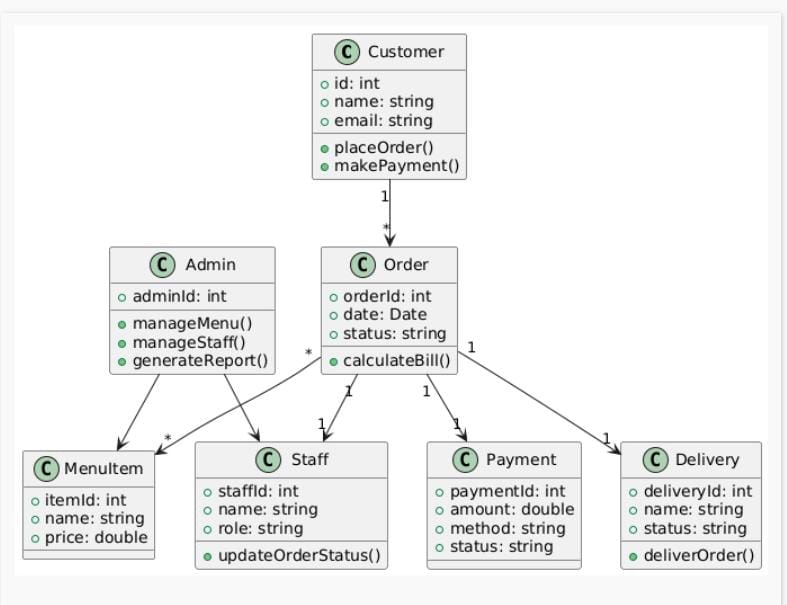 C Customer
id: int
name: string
email: string
placeOrder()
makePayment()
1
*
C Admin
adminId: int
manageMenu()
manageStaff()
generateReport()
C Order
orderId: int
date: Date
status: string
calculateBill()
*
1
1
1
*
1
1
1
C MenuItem
itemId: int
name: string
price: double
C Staff
staffId: int
name: string
role: string
updateOrderStatus()
C Payment
paymentId: int
amount: double
method: string
status: string
C Delivery
deliveryId: int
name: string
status: string
deliverOrder()